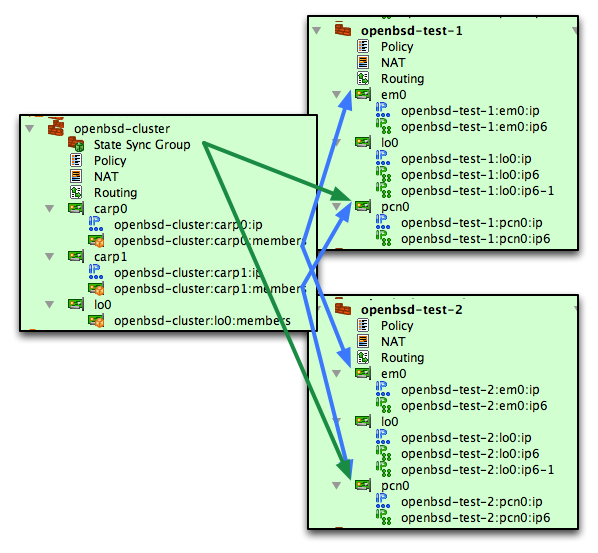 openbsd-test-1
Policy
NAT
Routing
em0
openbsd-test-1:em0:ip
openbsd-test-1:em0:ip6
lo0
openbsd-test-1:lo0:ip
openbsd-test-1:lo0:ip6
openbsd-test-1:lo0:ip6-1
pcn0
openbsd-test-1:pcn0:ip
openbsd-test-1:pcn0:ip6
openbsd-cluster
State Sync Group
Policy
NAT
Routing
carp0
openbsd-cluster:carp0:ip
openbsd-cluster:carp0:members
carp1
openbsd-cluster:carp1:ip
openbsd-cluster:carp1:members
lo0
openbsd-cluster:lo0:members
openbsd-test-2
Policy
NAT
Routing
em0
openbsd-test-2:em0:ip
openbsd-test-2:em0:ip6
lo0
openbsd-test-2:lo0:ip
openbsd-test-2:lo0:ip6
openbsd-test-2:lo0:ip6-1
pcn0
openbsd-test-2:pcn0:ip
openbsd-test-2:pcn0:ip6